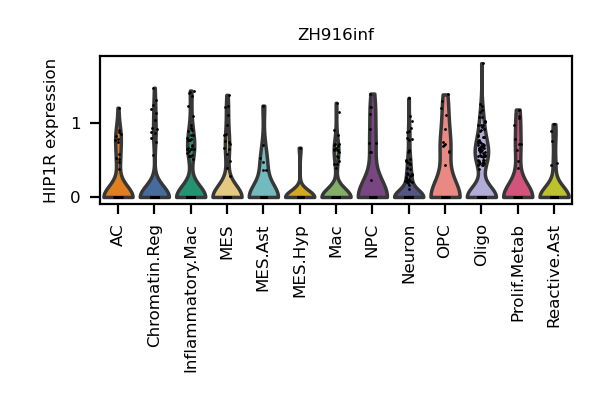 ZH916inf
HIP1R expression
1
0
AC
Chromatin.Reg
Inflammatory.Mac
MES
MES.Ast
MES.Hyp
Mac
NPC
Neuron
OPC
Oligo
Prolif.Metab
Reactive.Ast